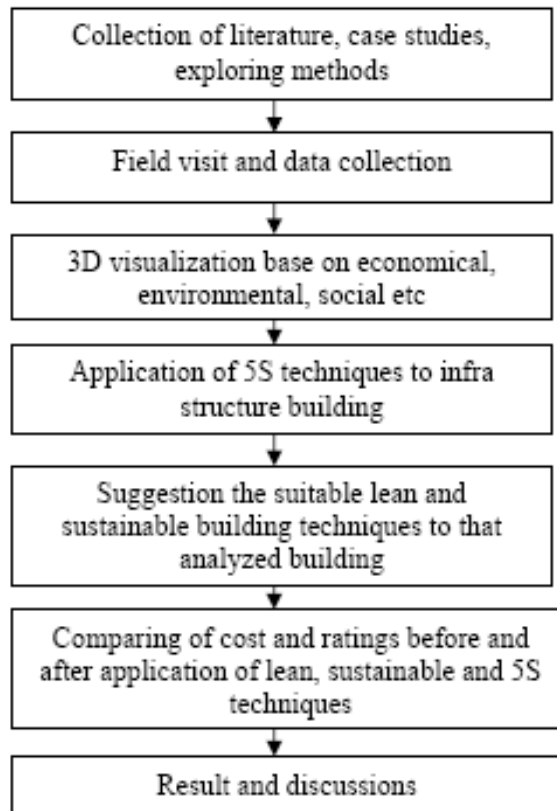 Collection of literature, case studies,
exploring methods
Field visit and data collection
3D visualization base on economical,
environmental, social etc
Application of 5S techniques to infra
structure building
Suggestion the suitable lean and
sustainable building techniques to that
analyzed building
Comparing of cost and ratings before and
after application of lean, sustainable and 5S
techniques
Result and discussions